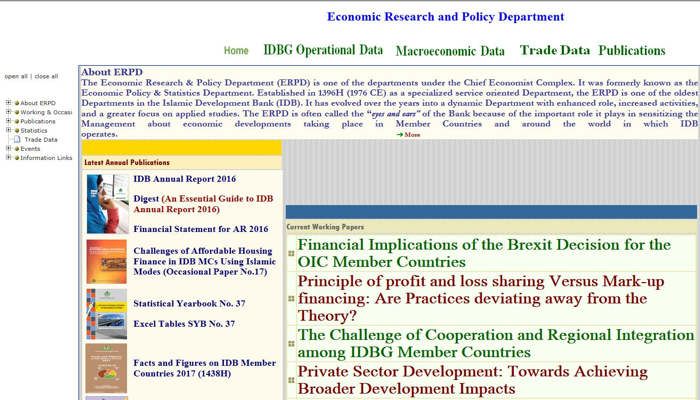 Economic Research and Policy Department
Home IDBG Operational Data Macroeconomic Data Trade Data Publications
open all | close all
About ERPD
Working & Occasi
Publications
Statistics
Trade Data
Events
Information Links
About ERPD
The Economic Research & Policy Department (ERPD) is one of the departments under the Chief Economist Complex. It was formerly known as the
Economic Policy & Statistics Department. Established in 1396H (1976 CE) as a specialized service oriented Department, the ERPD is one of the oldest
Departments in the Islamic Development Bank (IDB). It has evolved over the years into a dynamic Department with enhanced role, increased activities,
and a greater focus on applied studies. The ERPD is often called the “eyes and ears” of the Bank because of the important role it plays in sensitizing the
Management about economic developments taking place in Member Countries and around the world in which IDB
operates. More
Latest Annual Publications
IDB Annual Report 2016
Digest (An Essential Guide to IDB
Annual Report 2016)
Financial Statement for AR 2016
Challenges of Affordable Housing
Finance in IDB MCs Using Islamic
Modes (Occasional Paper No.17)
Statistical Yearbook No. 37
Excel Tables SYB No. 37
Facts and Figures on IDB Member
Countries 2017 (1438H)
Current Working Papers
Financial Implications of the Brexit Decision for the
OIC Member Countries
Principle of profit and loss sharing Versus Mark-up
financing: Are Practices deviating away from the
Theory?
The Challenge of Cooperation and Regional Integration
among IDBG Member Countries
Private Sector Development: Towards Achieving
Broader Development Impacts